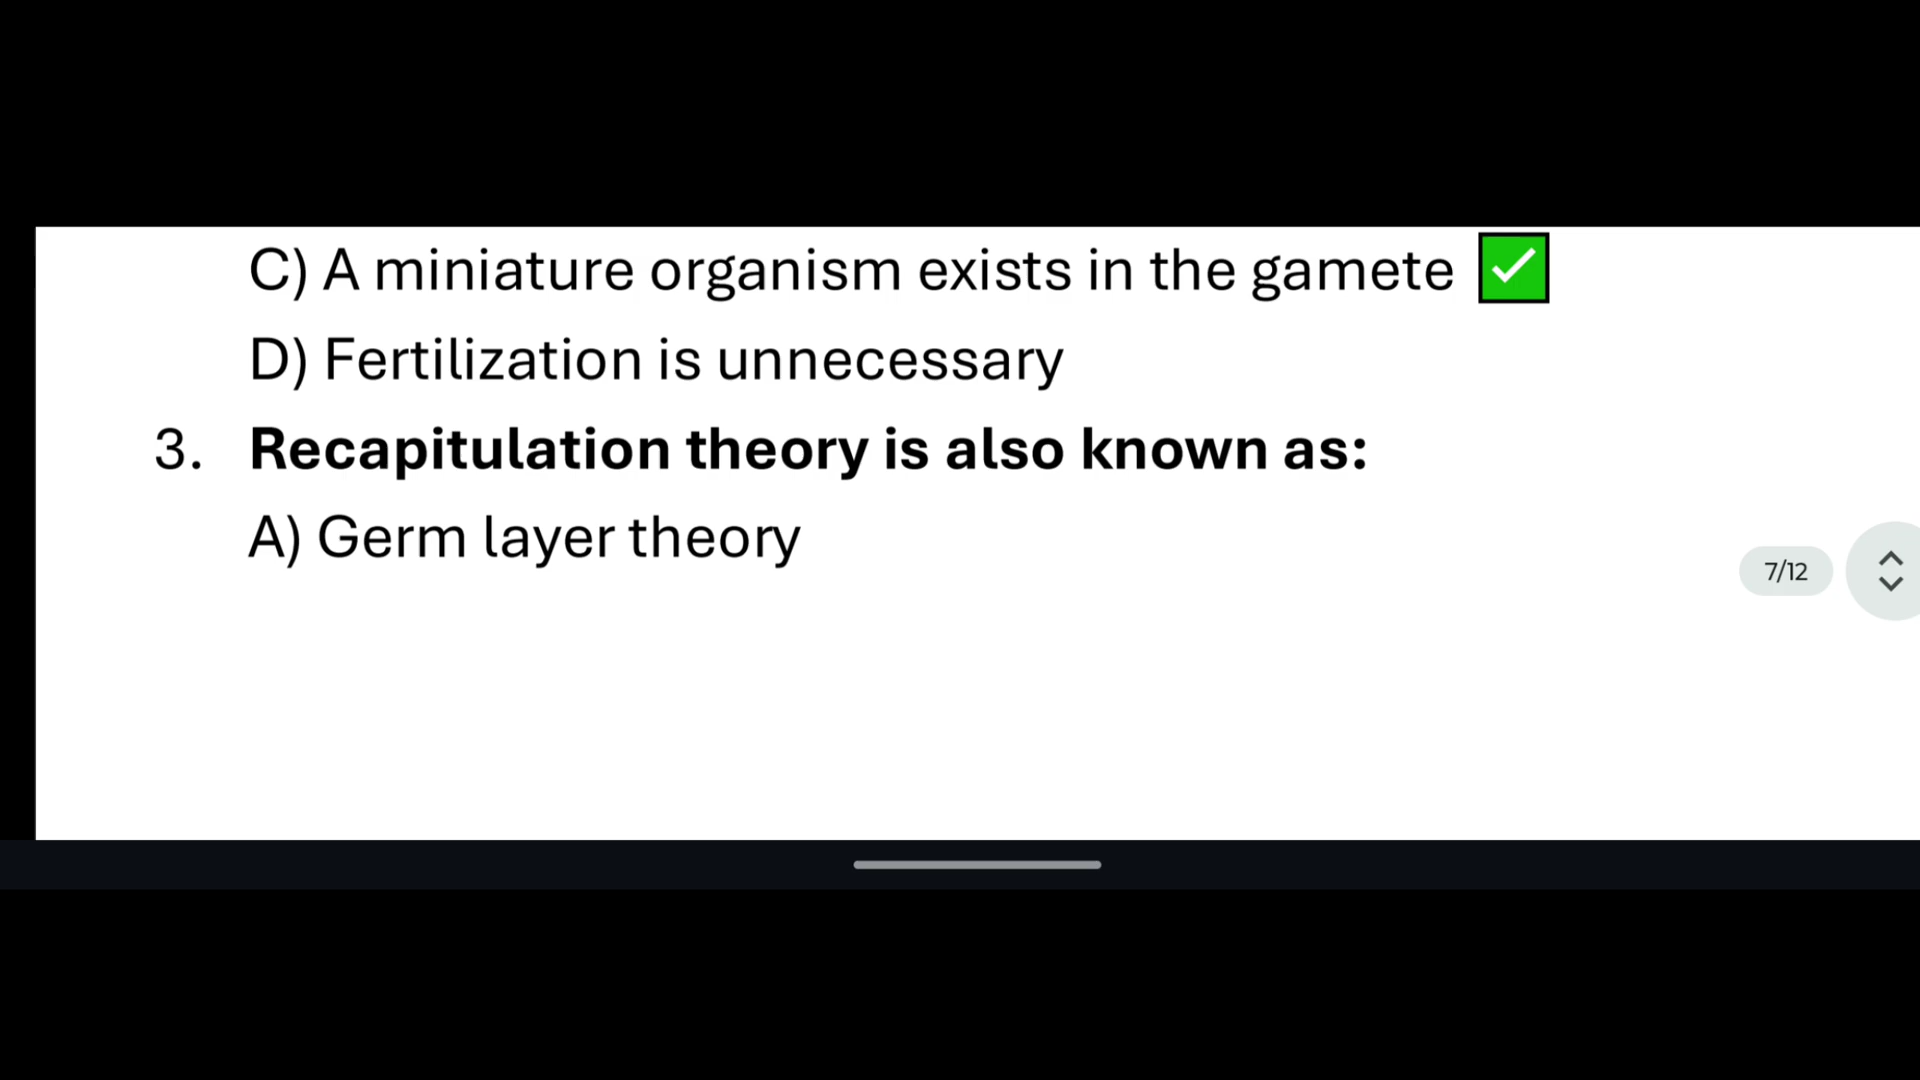 C) A miniature organism exists in the gamete ✅
D) Fertilization is unnecessary
3. Recapitulation theory is also known as:
A) Germ layer theory
7/12